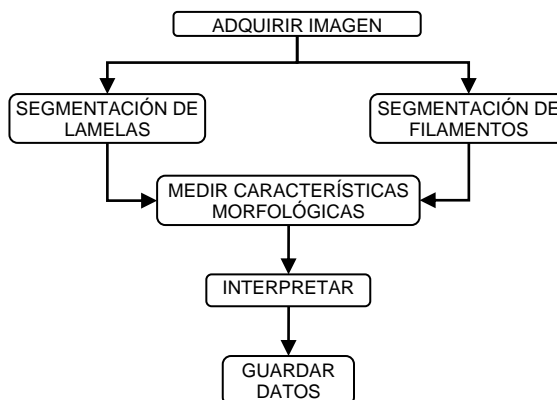 ADQUIRIR IMAGEN
SEGMENTACIÓN DE
LAMELAS
SEGMENTACIÓN DE
FILAMENTOS
MEDIR CARACTERÍSTICAS
MORFOLÓGICAS
INTERPRETAR
GUARDAR
DATOS